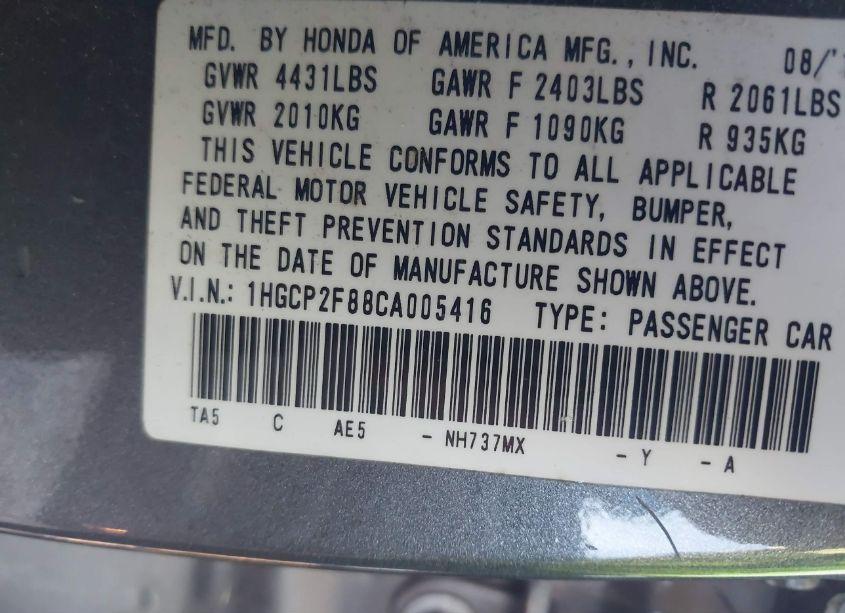 MFD. BY HONDA OF AMERICA MFG., INC. 08/
GVWR 4431LBS GAWR F 2403LBS R 2061LBS
GVWR 2010KG GAWR F 1090KG R 935KG
THIS VEHICLE CONFORMS TO ALL APPLICABLE
FEDERAL MOTOR VEHICLE SAFETY, BUMPER,
AND THEFT PREVENTION STANDARDS IN EFFECT
ON THE DATE OF MANUFACTURE SHOWN ABOVE.
V.I.N.: 1HGCP2F88CA005416 TYPE: PASSENGER CAR
TA5 C AE5 - NH737MX - Y - A